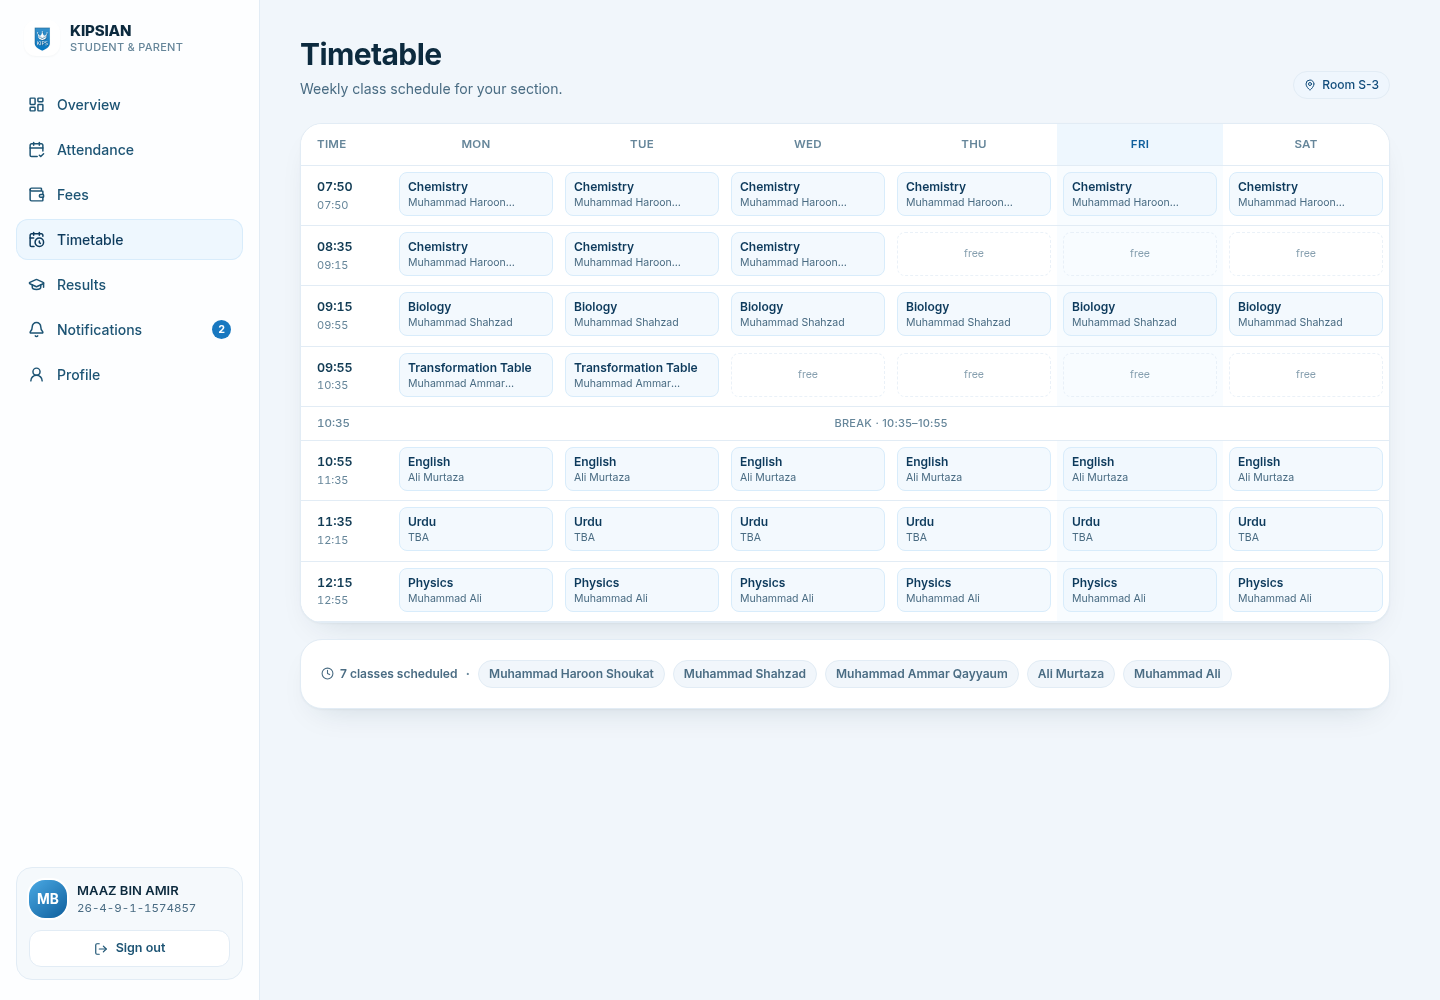 KIPSIAN
STUDENT & PARENT
KIPS
Overview
Attendance
Fees
Timetable
Results
Notifications 2
Profile
MB
MAAZ BIN AMIR
26-4-9-1-1574857
Sign out
Timetable
Weekly class schedule for your section.
Room S-3
TIME MON TUE WED THU FRI SAT
07:50 Chemistry Chemistry Chemistry Chemistry Chemistry Chemistry
07:50 Muhammad Haroon... Muhammad Haroon... Muhammad Haroon... Muhammad Haroon... Muhammad Haroon... Muhammad Haroon...
08:35 Chemistry Chemistry Chemistry free free free
09:15 Muhammad Haroon... Muhammad Haroon... Muhammad Haroon...
09:15 Biology Biology Biology Biology Biology Biology
09:55 Muhammad Shahzad Muhammad Shahzad Muhammad Shahzad Muhammad Shahzad Muhammad Shahzad Muhammad Shahzad
09:55 Transformation Table Transformation Table free free free free
10:35 Muhammad Ammar... Muhammad Ammar...
10:35 BREAK · 10:35–10:55
10:55 English English English English English English
11:35 Ali Murtaza Ali Murtaza Ali Murtaza Ali Murtaza Ali Murtaza Ali Murtaza
11:35 Urdu Urdu Urdu Urdu Urdu Urdu
12:15 TBA TBA TBA TBA TBA TBA
12:15 Physics Physics Physics Physics Physics Physics
12:55 Muhammad Ali Muhammad Ali Muhammad Ali Muhammad Ali Muhammad Ali Muhammad Ali
7 classes scheduled · Muhammad Haroon Shoukat Muhammad Shahzad Muhammad Ammar Qayyaum Ali Murtaza Muhammad Ali